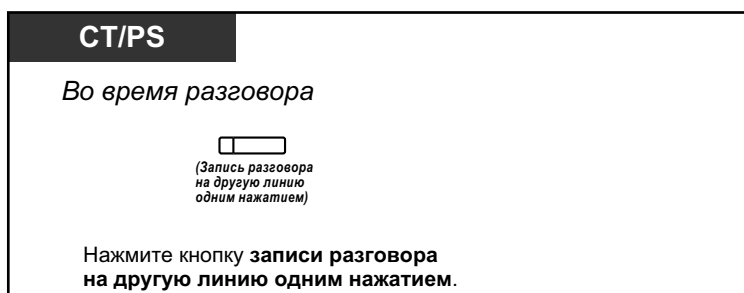 CT/PS
Во время разговора
(Запись разговора
на другую линию
одним нажатием)
Нажмите кнопку записи разговора
на другую линию одним нажатием.